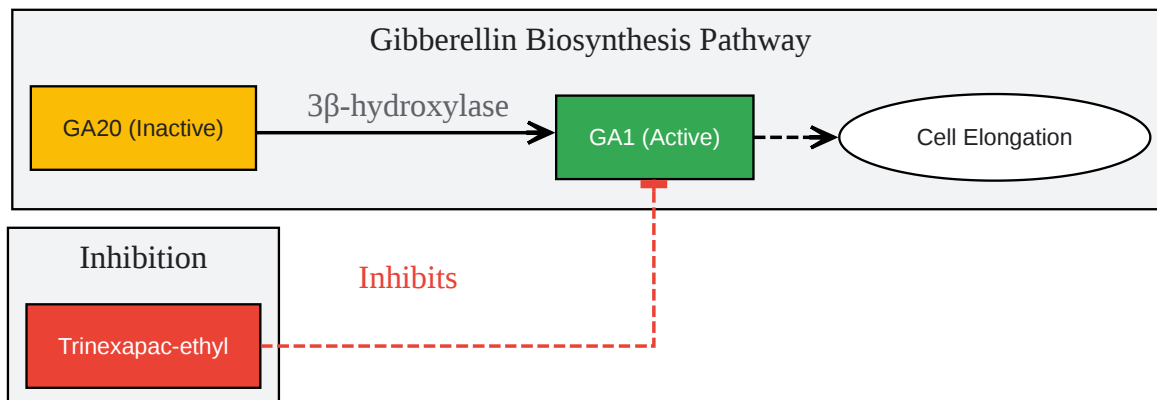 Gibberellin Biosynthesis Pathway
3β-hydroxylase
GA20 (Inactive)
GA1 (Active)
Cell Elongation
Inhibition
Inhibits
Trinexapac-ethyl